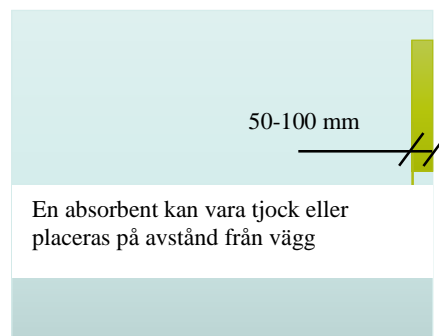 50-100 mm
En absorbent kan vara tjock eller
placeras på avstånd från vägg